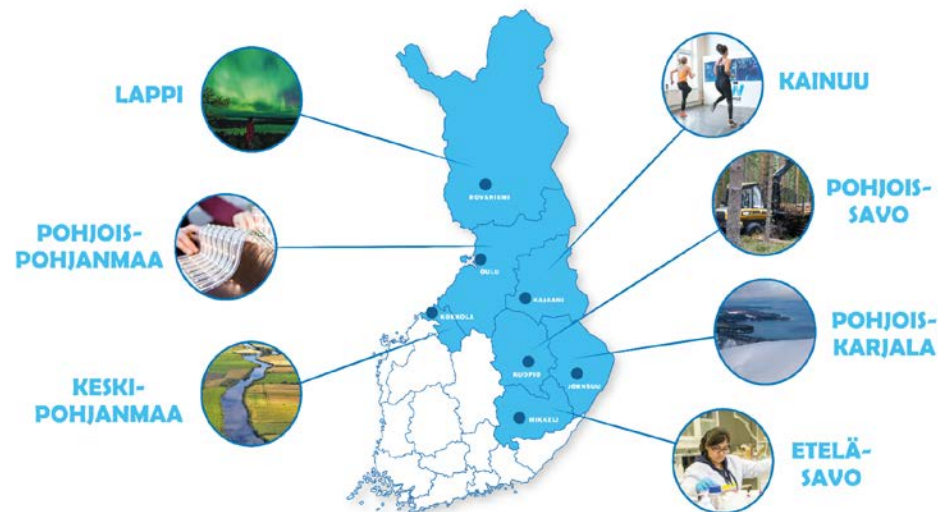 LAPPI
KAINUU
POHJOIS-
SAVO
ROVANIEMI
POHJOIS-
POHJANMAA
OULU
KAJAANI
KOKKOLA
POHJOIS-
KARJALA
KUOPIO
JOENSUU
KESKI-
POHJANMAA
MIKKELI
ETELÄ-
SAVO